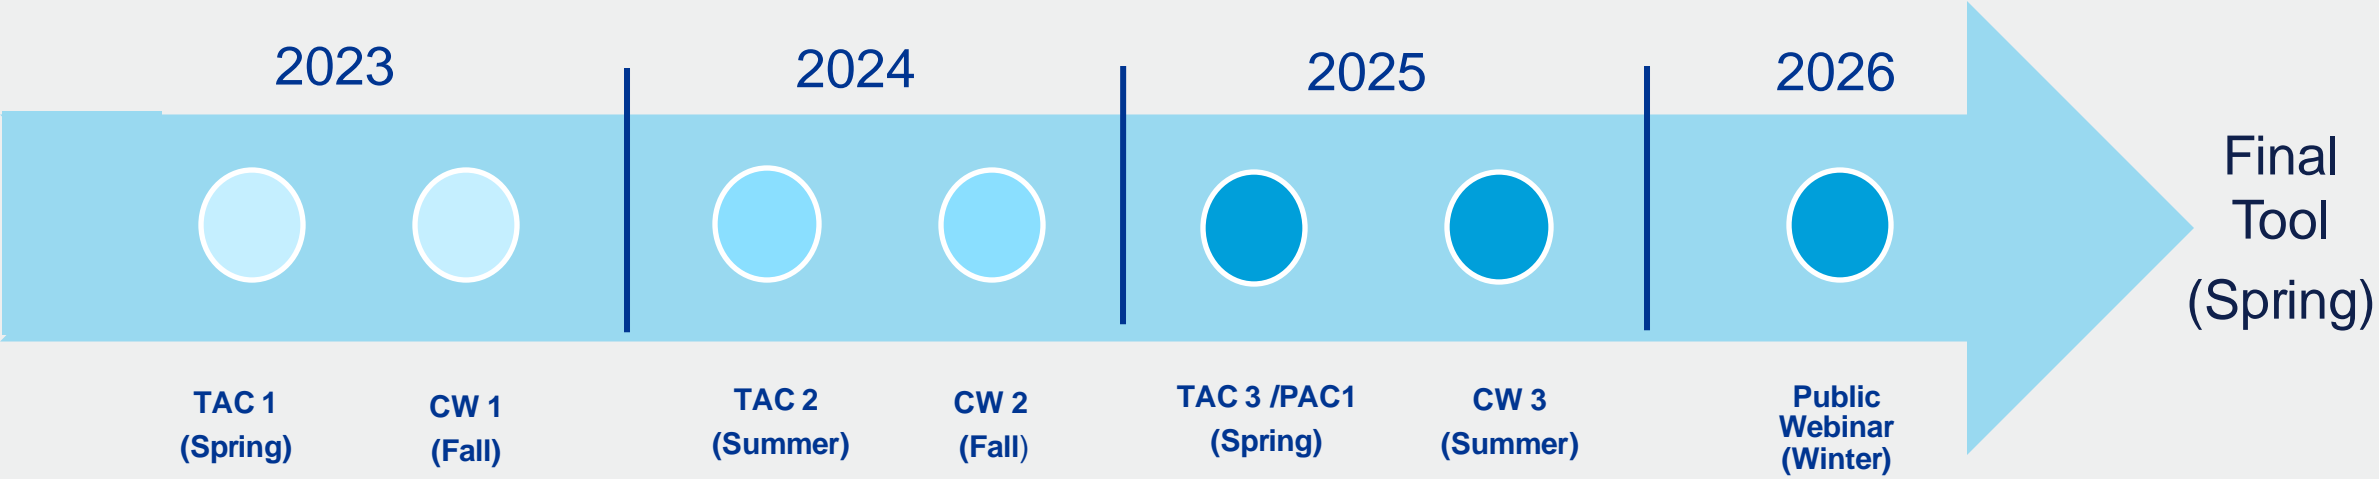 2023
2024
2025
2026
TAC 1
(Spring)
CW 1
(Fall)
TAC 2
(Summer)
CW 2
(Fall)
TAC 3 /PAC1
(Spring)
CW 3
(Summer)
Public
Webinar
(Winter)
Final
Tool
(Spring)